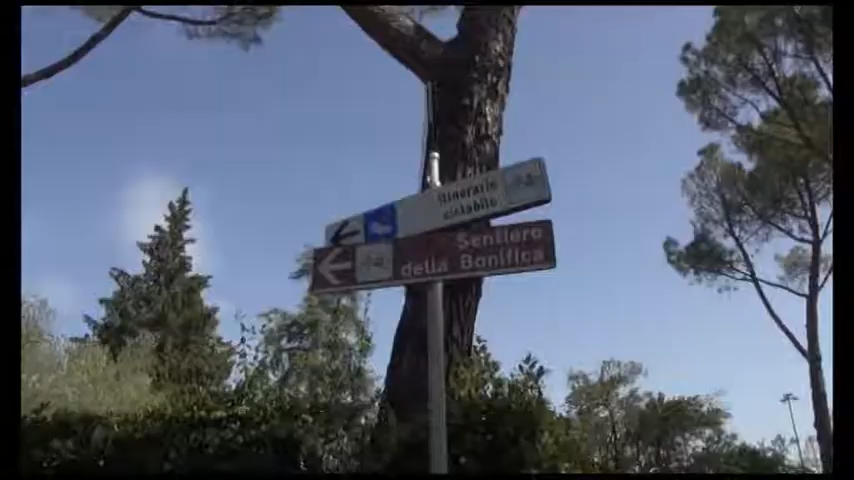 Itinerario
ciclabile
Sentiero
della Bonifica